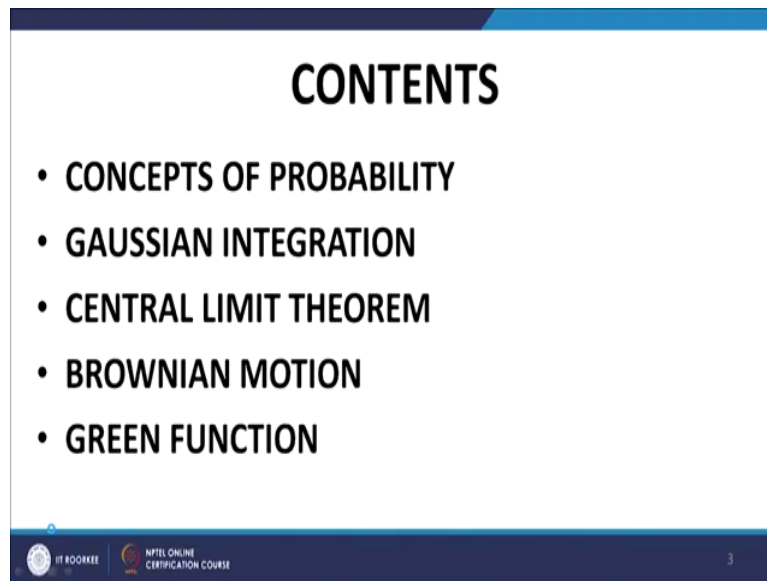 CONTENTS
• CONCEPTS OF PROBABILITY
• GAUSSIAN INTEGRATION
• CENTRAL LIMIT THEOREM
• BROWNIAN MOTION
• GREEN FUNCTION
IIT ROORKEE
NPTEL ONLINE
CERTIFICATION COURSE
3